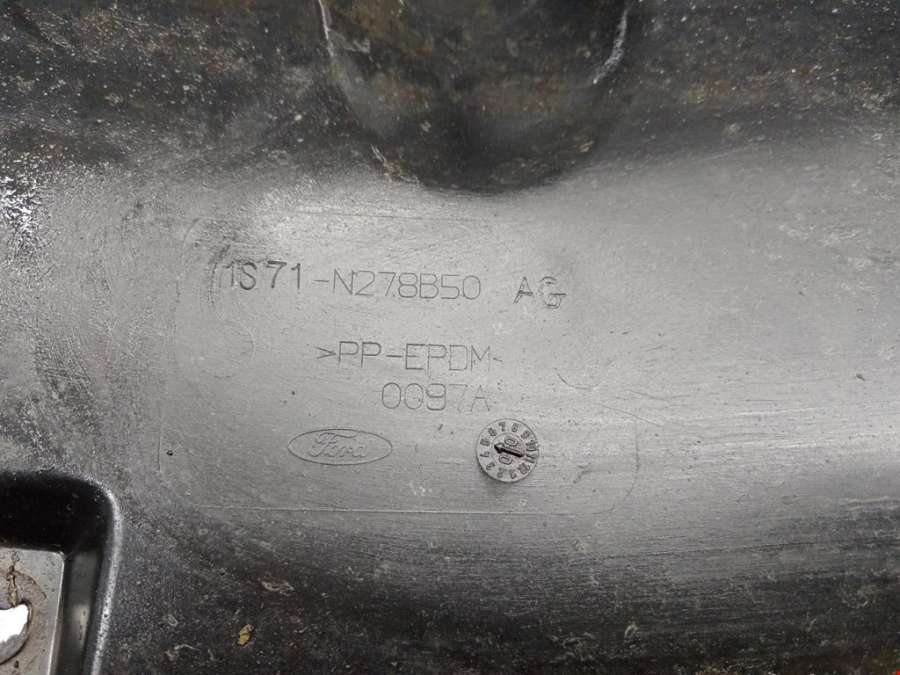 1S71-N278B50 AG
>PP-EPDM<
0097A
Ford